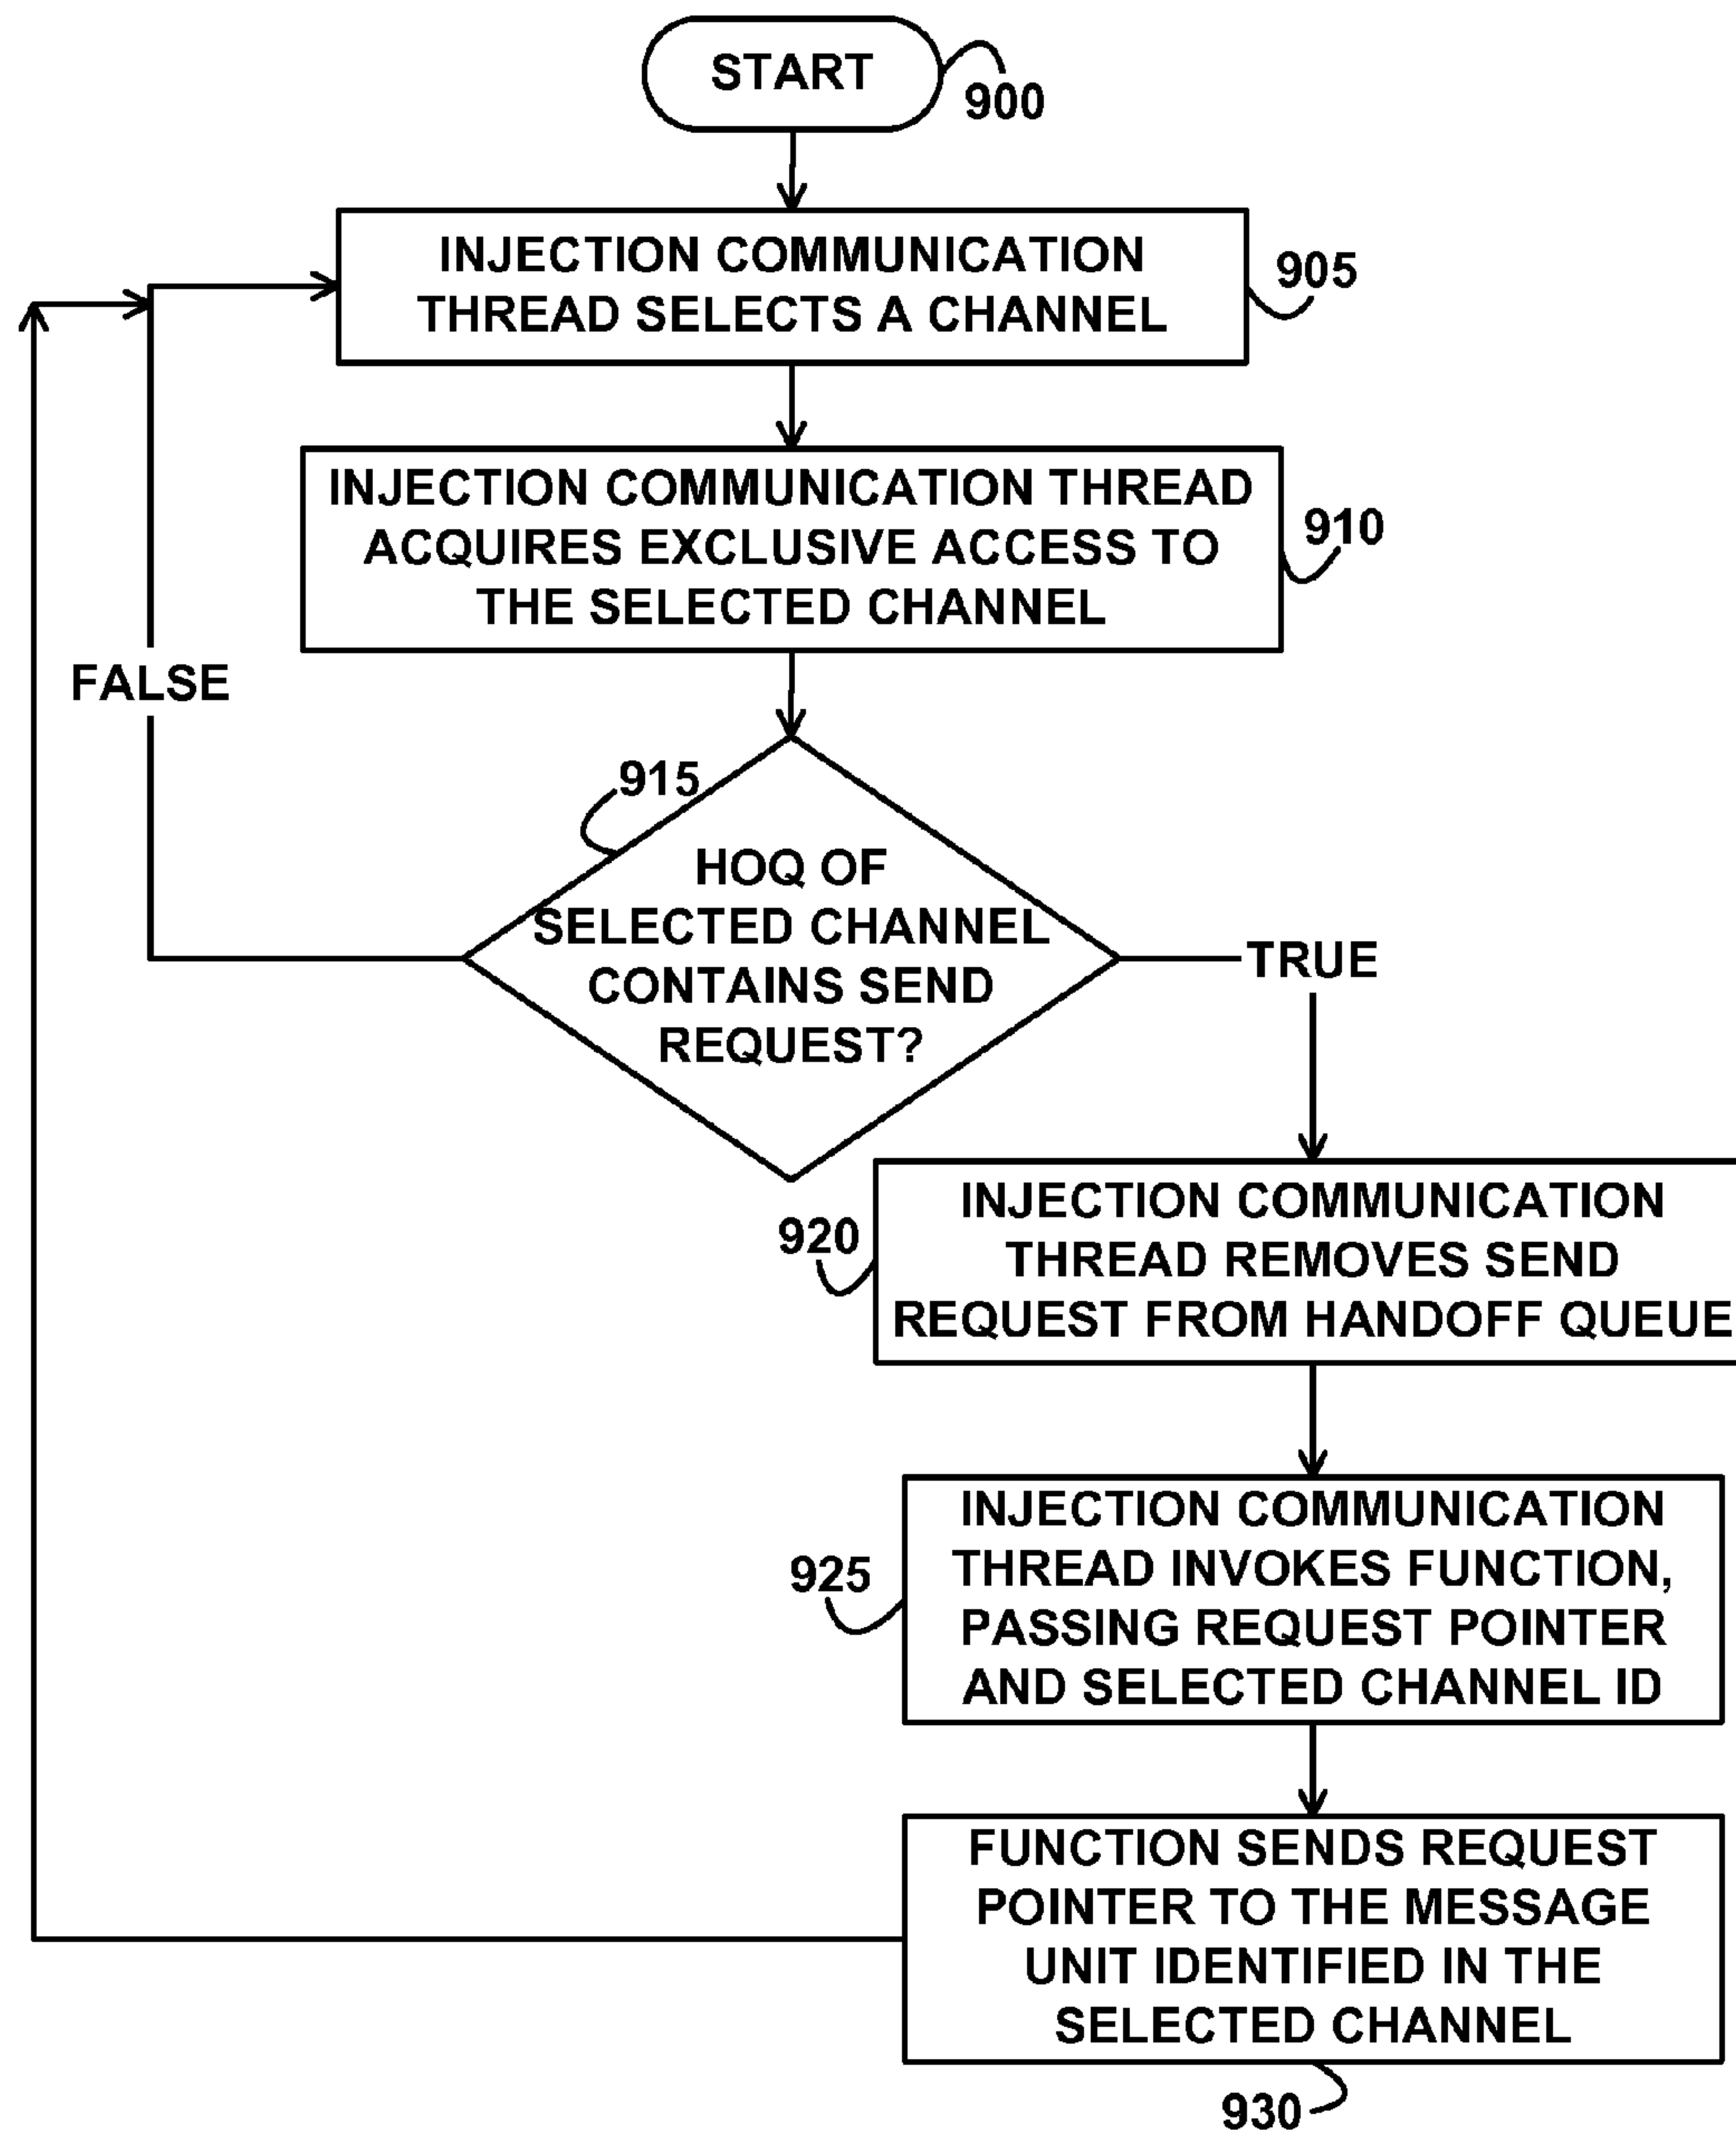 START
900
INJECTION COMMUNICATION
THREAD SELECTS A CHANNEL
905
INJECTION COMMUNICATION THREAD
ACQUIRES EXCLUSIVE ACCESS TO
THE SELECTED CHANNEL
910
FALSE
915
HOQ OF
SELECTED CHANNEL
CONTAINS SEND
REQUEST?
TRUE
920
INJECTION COMMUNICATION
THREAD REMOVES SEND
REQUEST FROM HANDOFF QUEUE
925
INJECTION COMMUNICATION
THREAD INVOKES FUNCTION,
PASSING REQUEST POINTER
AND SELECTED CHANNEL ID
FUNCTION SENDS REQUEST
POINTER TO THE MESSAGE
UNIT IDENTIFIED IN THE
SELECTED CHANNEL
930